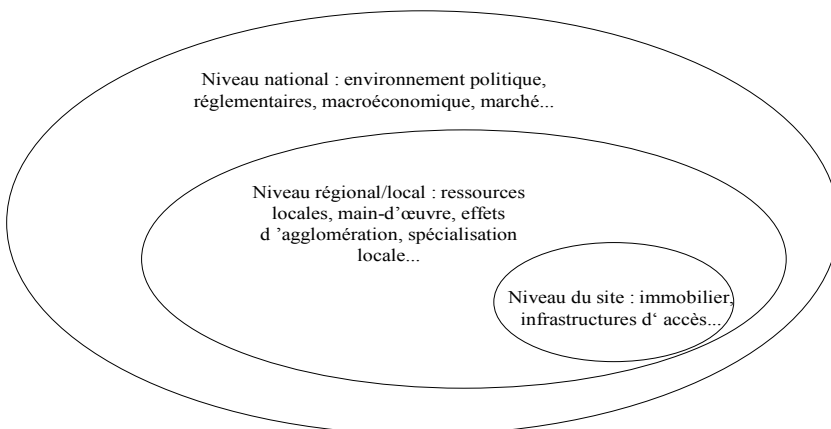 Niveau national : environnement politique,
réglementaires, macroéconomique, marché...
Niveau régional/local : ressources
locales, main-d’œuvre, effets
d ’agglomération, spécialisation
locale...
Niveau du site : immobilier,
infrastructures d‘ accès...